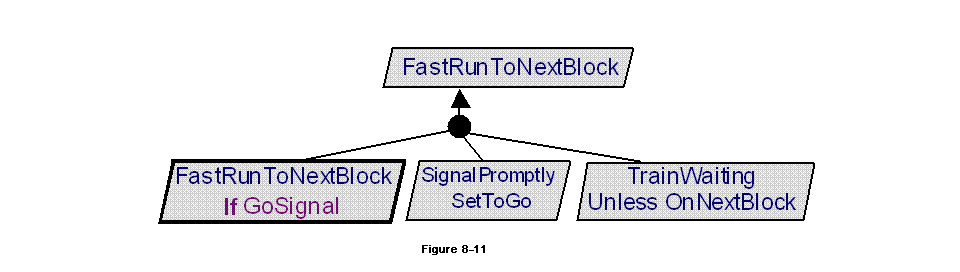 FastRunToNextBlock
FastRunToNextBlock
If GoSignal
SignalPromptly
SetToGo
TrainWaiting
Unless OnNextBlock
Figure 8-11